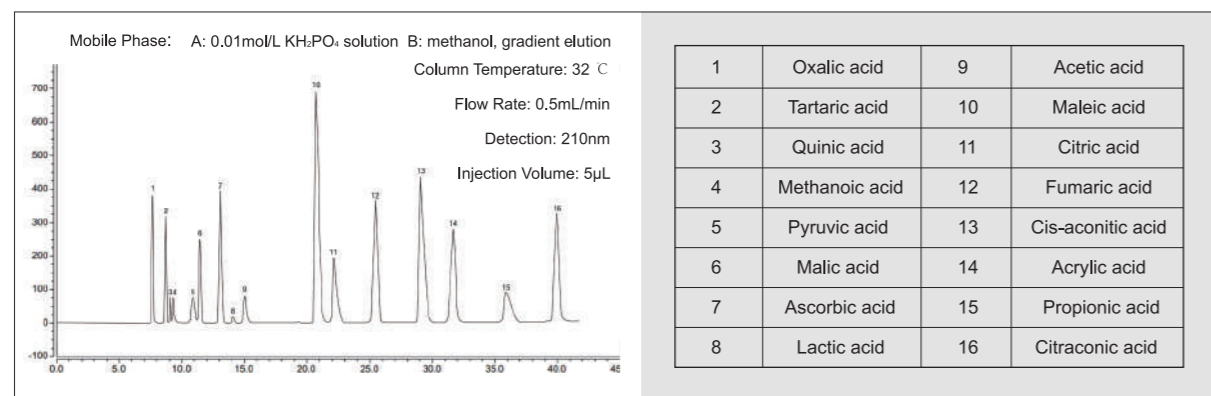 Mobile Phase: A: 0.01mol/L KH₂PO₄ solution B: methanol, gradient elution
Column Temperature: 32 ℃
Flow Rate: 0.5mL/min
Detection: 210nm
Injection Volume: 5μL
700
600
500
400
300
200
100
0
-100
0.0 5.0 10.0 15.0 20.0 25.0 30.0 35.0 40.0 45
1 2 3 4 5 6 7 8 9 10 11 12 13 14 15 16
1 Oxalic acid 9 Acetic acid
2 Tartaric acid 10 Maleic acid
3 Quinic acid 11 Citric acid
4 Methanoic acid 12 Fumaric acid
5 Pyruvic acid 13 Cis-aconitic acid
6 Malic acid 14 Acrylic acid
7 Ascorbic acid 15 Propionic acid
8 Lactic acid 16 Citraconic acid